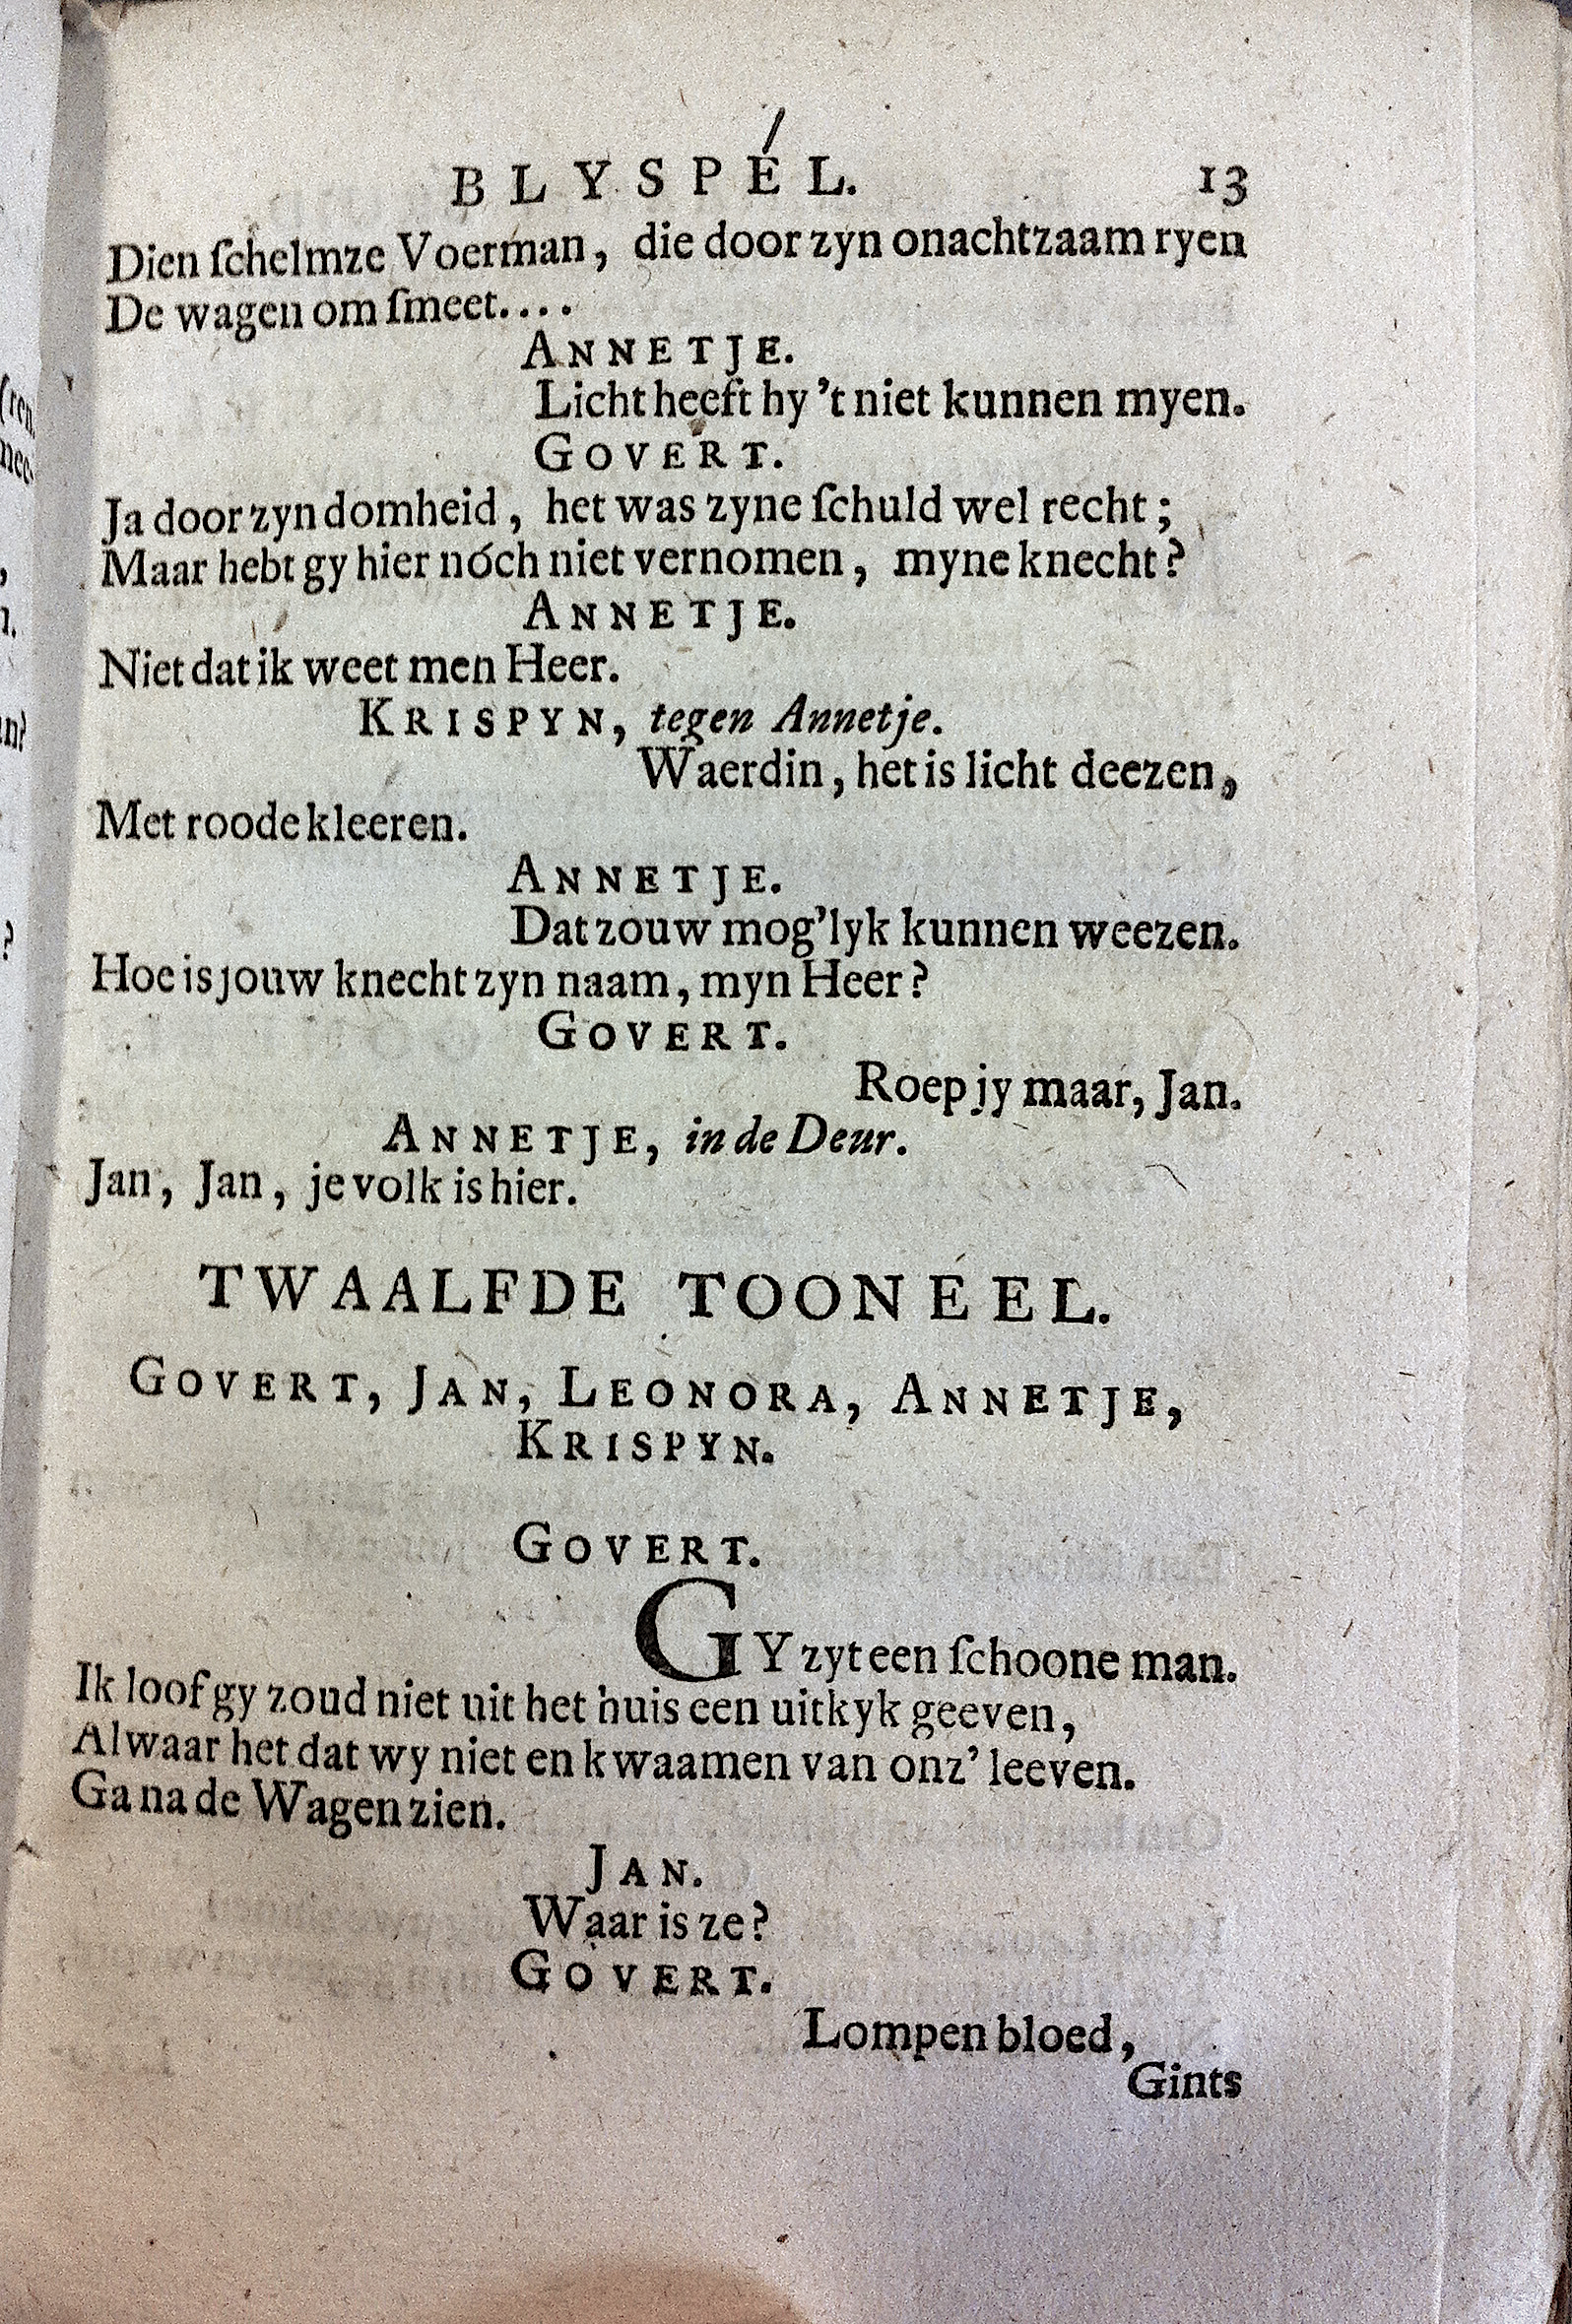 BLYSPEL. 13
Dien ſchelmze Voerman, die door zyn onachtzaam ryen
De wagen om ſmeet....
ANNETJE.
Licht heeft hy 't niet kunnen myen.
GOVERT.
Ja door zyn domheid, het was zyne ſchuld wel recht;
Maar hebt gy hier nóch niet vernomen, myne knecht?
ANNETJE.
Niet dat ik weet men Heer.
KRISPYN, tegen Annetje.
Waerdin, het is licht deezen,
Met roode kleeren.
ANNETJE.
Dat zouw mog'lyk kunnen weezen.
Hoe is jouw knecht zyn naam, myn Heer?
GOVERT.
Roep jy maar, Jan.
ANNETJE, in de Deur.
Jan, Jan, je volk is hier.
TWAALFDE TOONEEL.
GOVERT, JAN, LEONORA, ANNETJE,
KRISPYN.
GOVERT.
GY zyt een ſchoone man.
Ik loof gy zoud niet uit het huis een uitkyk geeven,
Al waar het dat wy niet en kwaamen van onz' leeven.
Ga na de Wagen zien.
JAN.
Waar is ze?
GOVERT.
Lompen bloed,
Gints